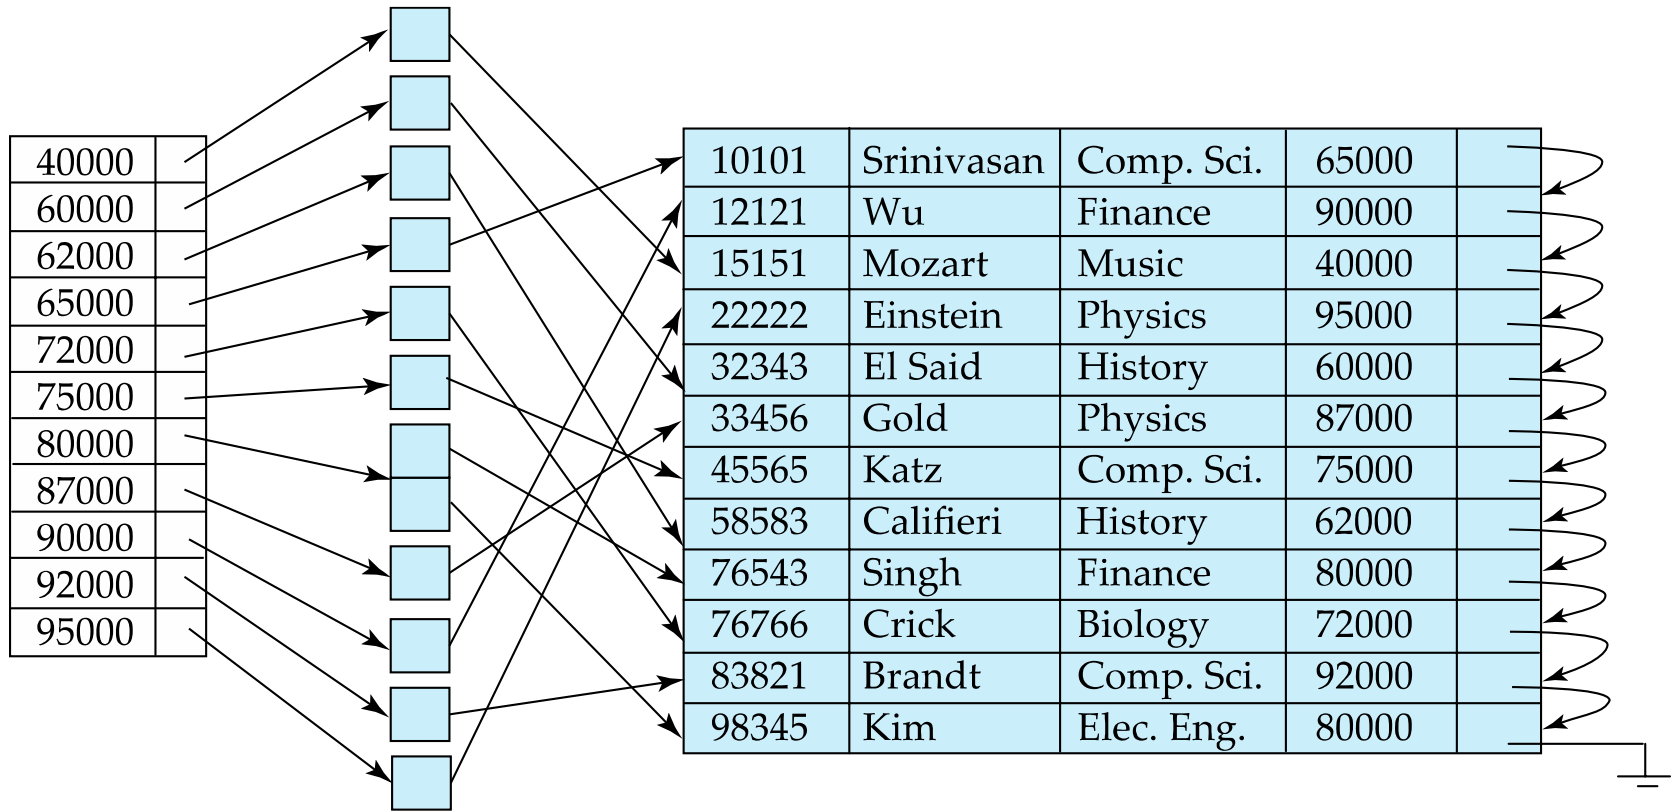 40000
60000
62000
65000
72000
75000
80000
87000
90000
92000
95000
10101 Srinivasan Comp. Sci. 65000
12121 Wu Finance 90000
15151 Mozart Music 40000
22222 Einstein Physics 95000
32343 El Said History 60000
33456 Gold Physics 87000
45565 Katz Comp. Sci. 75000
58583 Califieri History 62000
76543 Singh Finance 80000
76766 Crick Biology 72000
83821 Brandt Comp. Sci. 92000
98345 Kim Elec. Eng. 80000